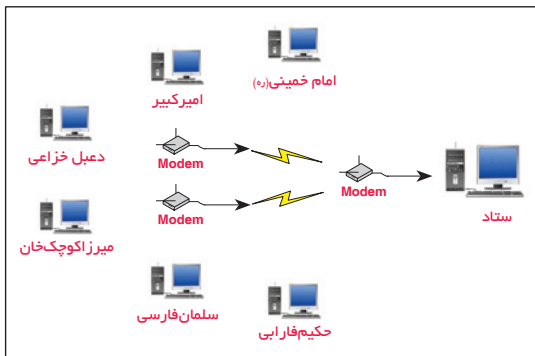 امام خمینی(ره)
امیرکبیر
دعبل خزاعی
Modem
Modem
Modem
ستاد
میرزاکوچک‌خان
سلمان‌فارسی
حکیم‌فارابی